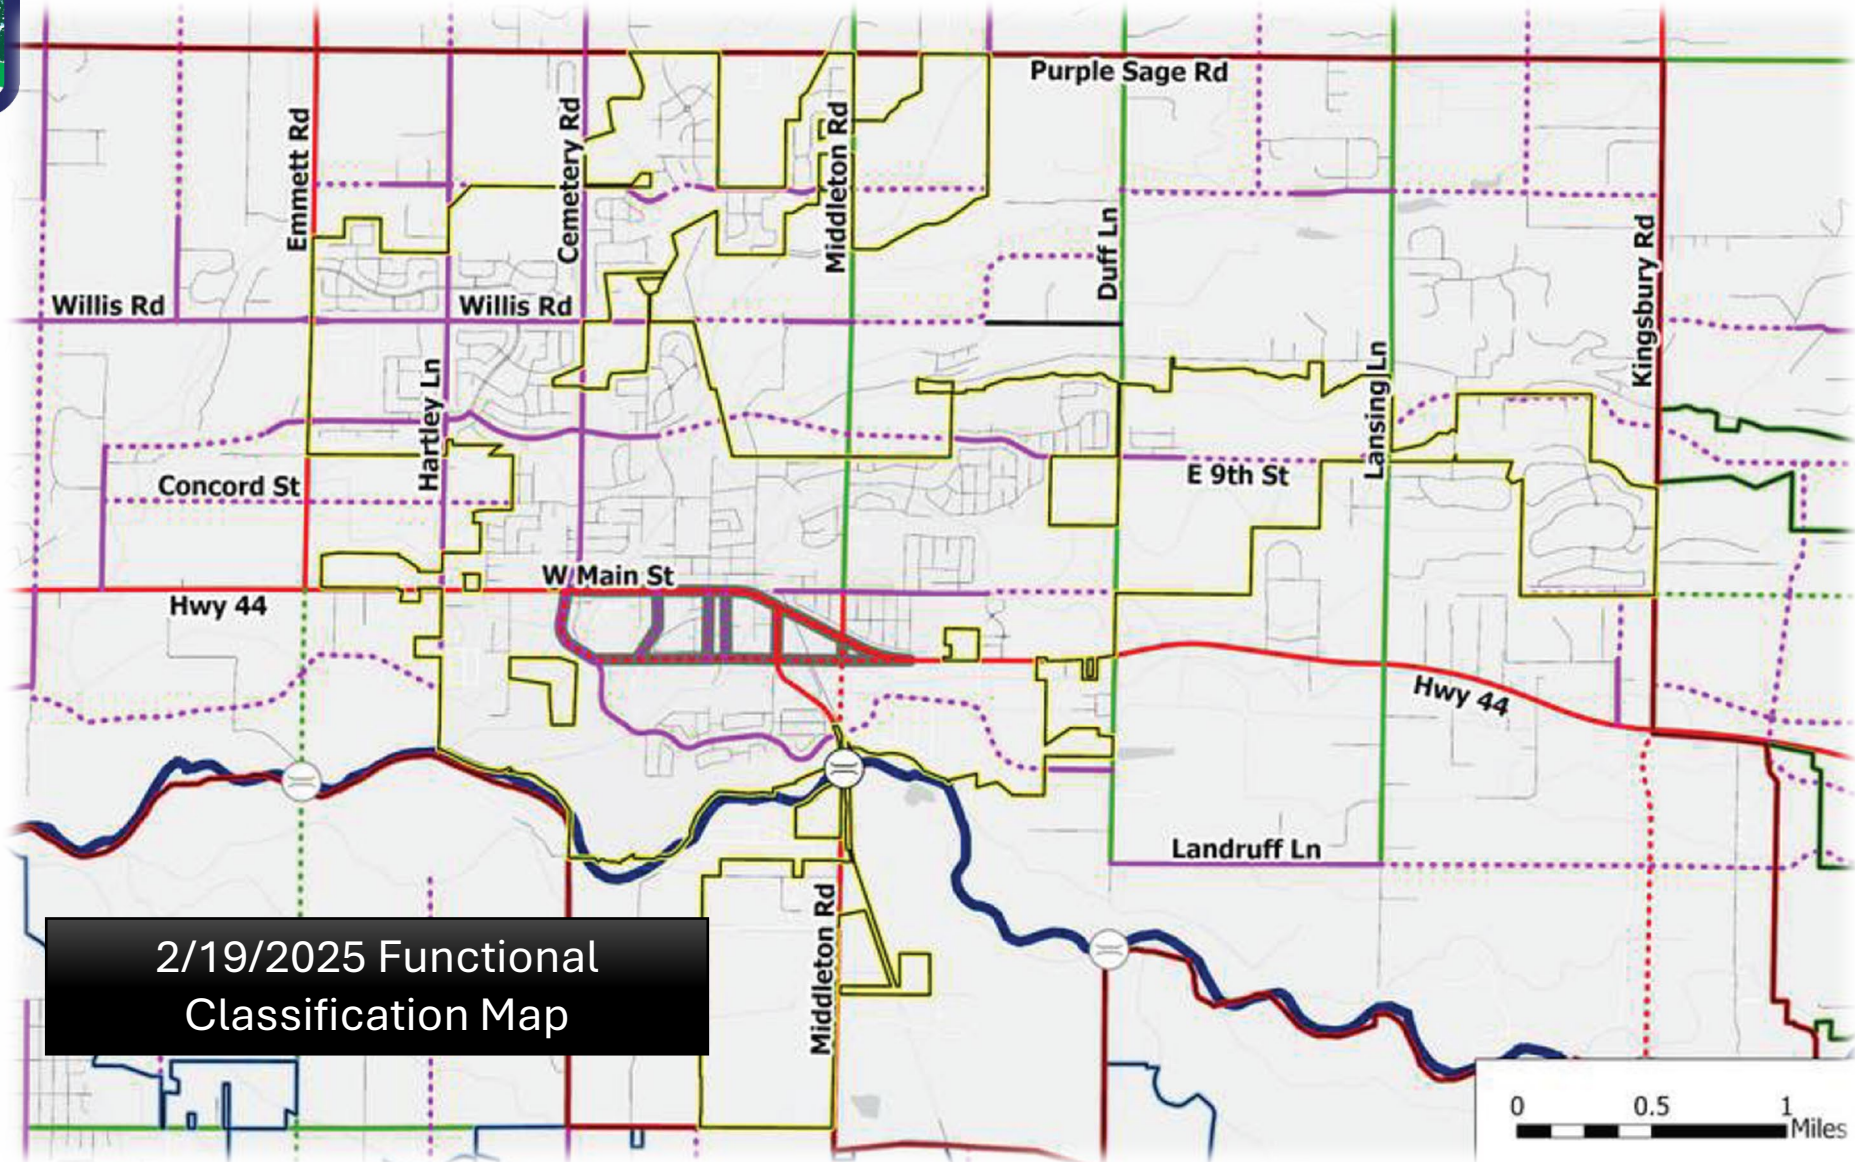 Purple Sage Rd
Emmett Rd
Cemetery Rd
Middleton Rd
Duff Ln
Kingsbury Rd
Willis Rd
Willis Rd
Hartley Ln
Lansing Ln
Concord St
E 9th St
W Main St
Hwy 44
Hwy 44
Landruff Ln
Middleton Rd
2/19/2025 Functional
Classification Map
0 0.5 1
Miles